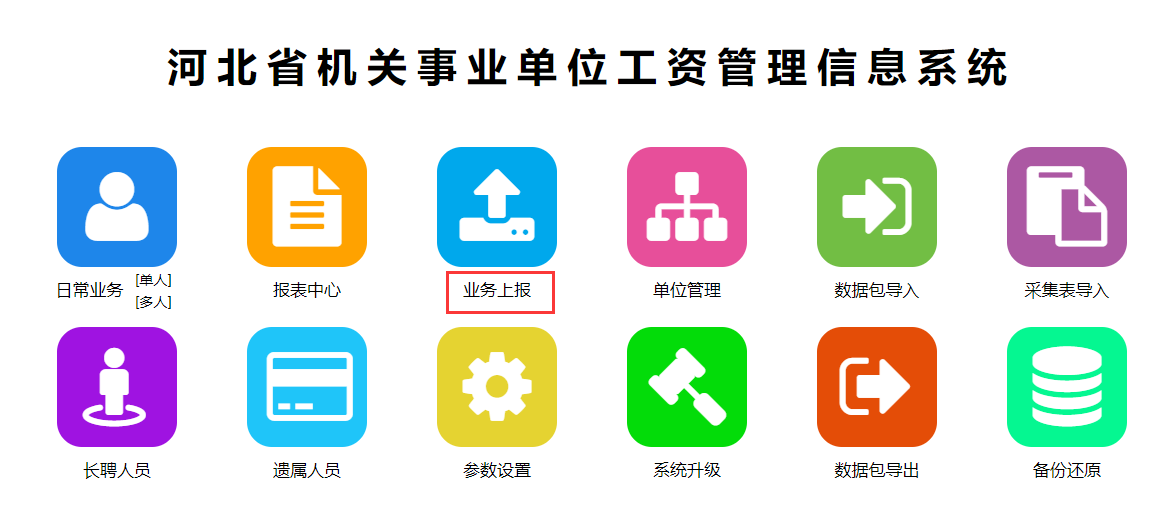 河北省机关事业单位工资管理信息系统
日常业务 [单人]
[多人]
报表中心
业务上报
单位管理
数据包导入
采集表导入
长聘人员
遗属人员
参数设置
系统升级
数据包导出
备份还原